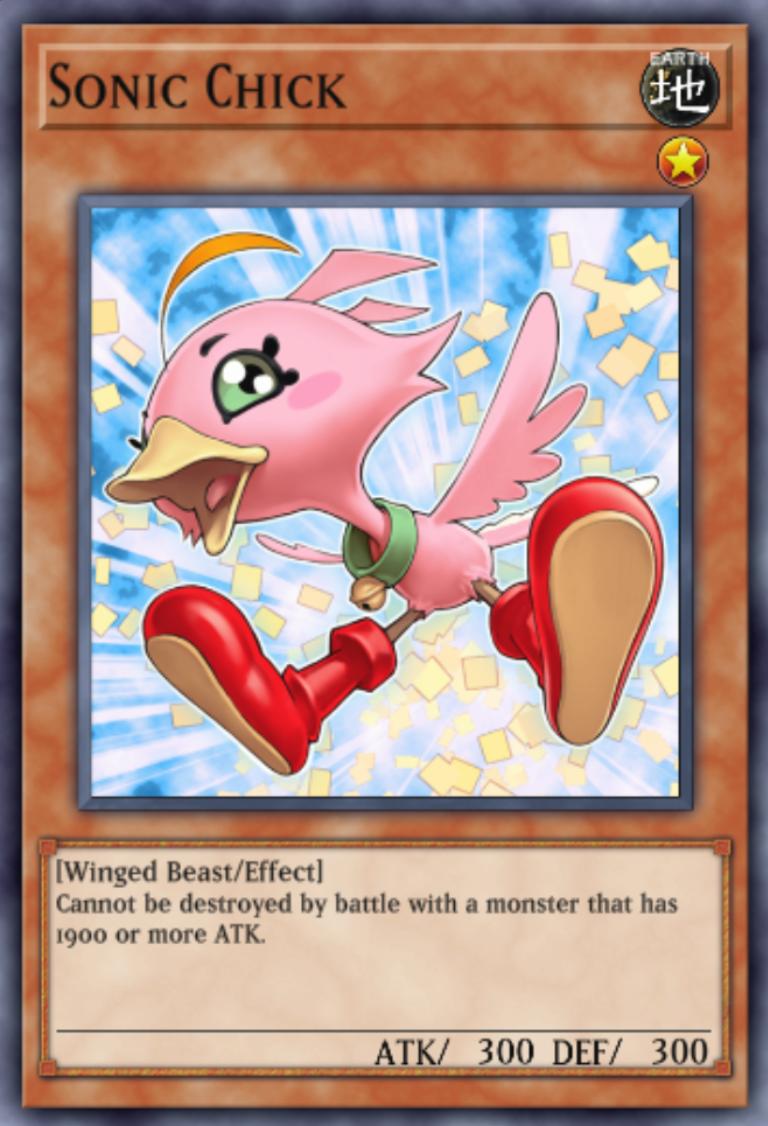 Sonic Chick
EARTH
地
[Winged Beast/Effect]
Cannot be destroyed by battle with a monster that has
1900 or more ATK.
ATK/ 300 DEF/ 300